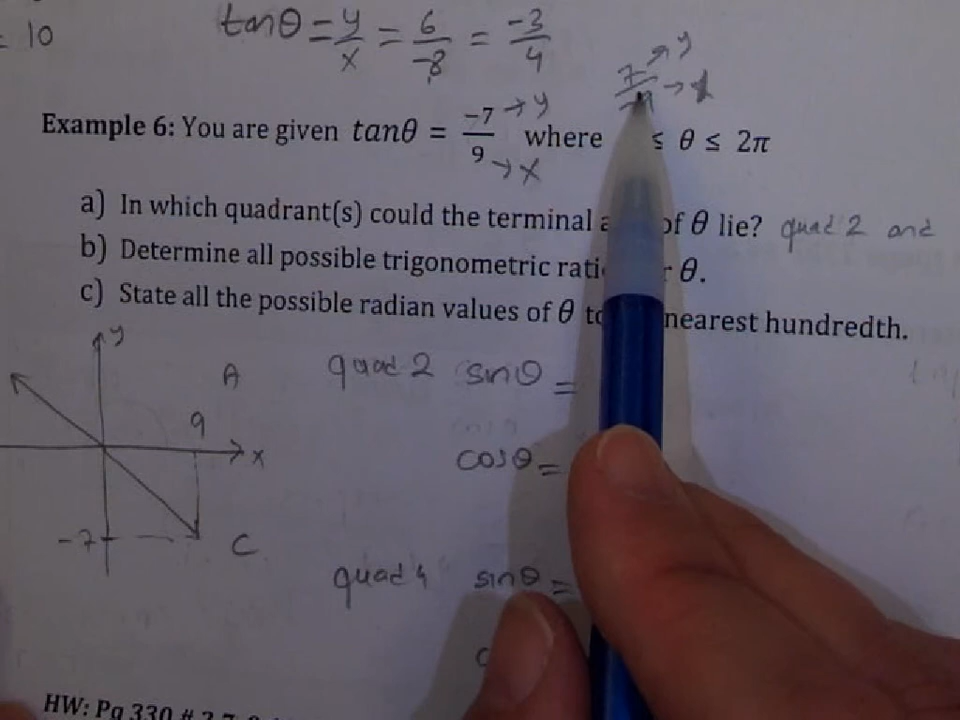 = 10
tanθ = y/x = 6/-8 = -3/4
7/-9 → y → x
Example 6: You are given tanθ = -7/9 → y → x where ≤ θ ≤ 2π
a) In which quadrant(s) could the terminal of θ lie? quad 2 and
b) Determine all possible trigonometric θ.
c) State all the possible radian values of θ nearest hundredth.
y
A
quad 2 sinθ =
9
x
cosθ =
-7
C
quad 4 sinθ =
HW: Pg 330 #